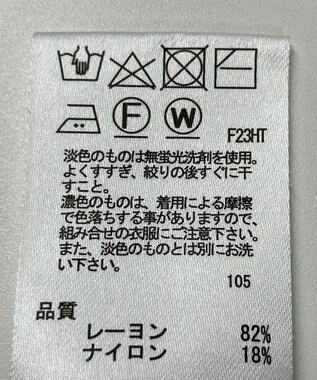 F W F23HT
淡色のものは無蛍光洗剤を使用。
よくすすぎ、絞りの後すぐに干
すこと。
濃色のものは、着用による摩擦
で色落ちする事がありますので、
組み合せの衣服にご注意下さい。
また、淡色のものとは別にお洗
い下さい。
105
品質
レーヨン 82%
ナイロン 18%